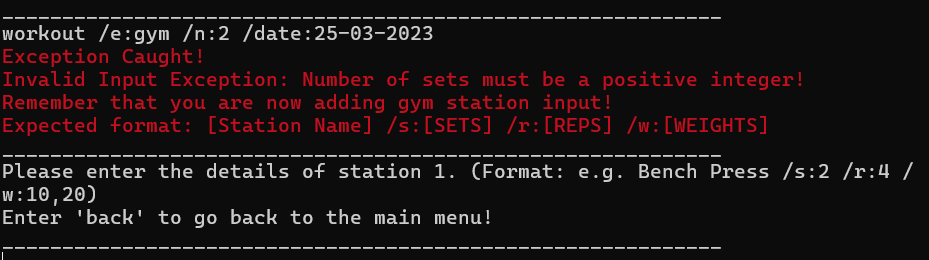 ____________________________________________________________
workout /e:gym /n:2 /date:25-03-2023
Exception Caught!
Invalid Input Exception: Number of sets must be a positive integer!
Remember that you are now adding gym station input!
Expected format: [Station Name] /s:[SETS] /r:[REPS] /w:[WEIGHTS]
____________________________________________________________
Please enter the details of station 1. (Format: e.g. Bench Press /s:2 /r:4 /
w:10,20)
Enter 'back' to go back to the main menu!
____________________________________________________________